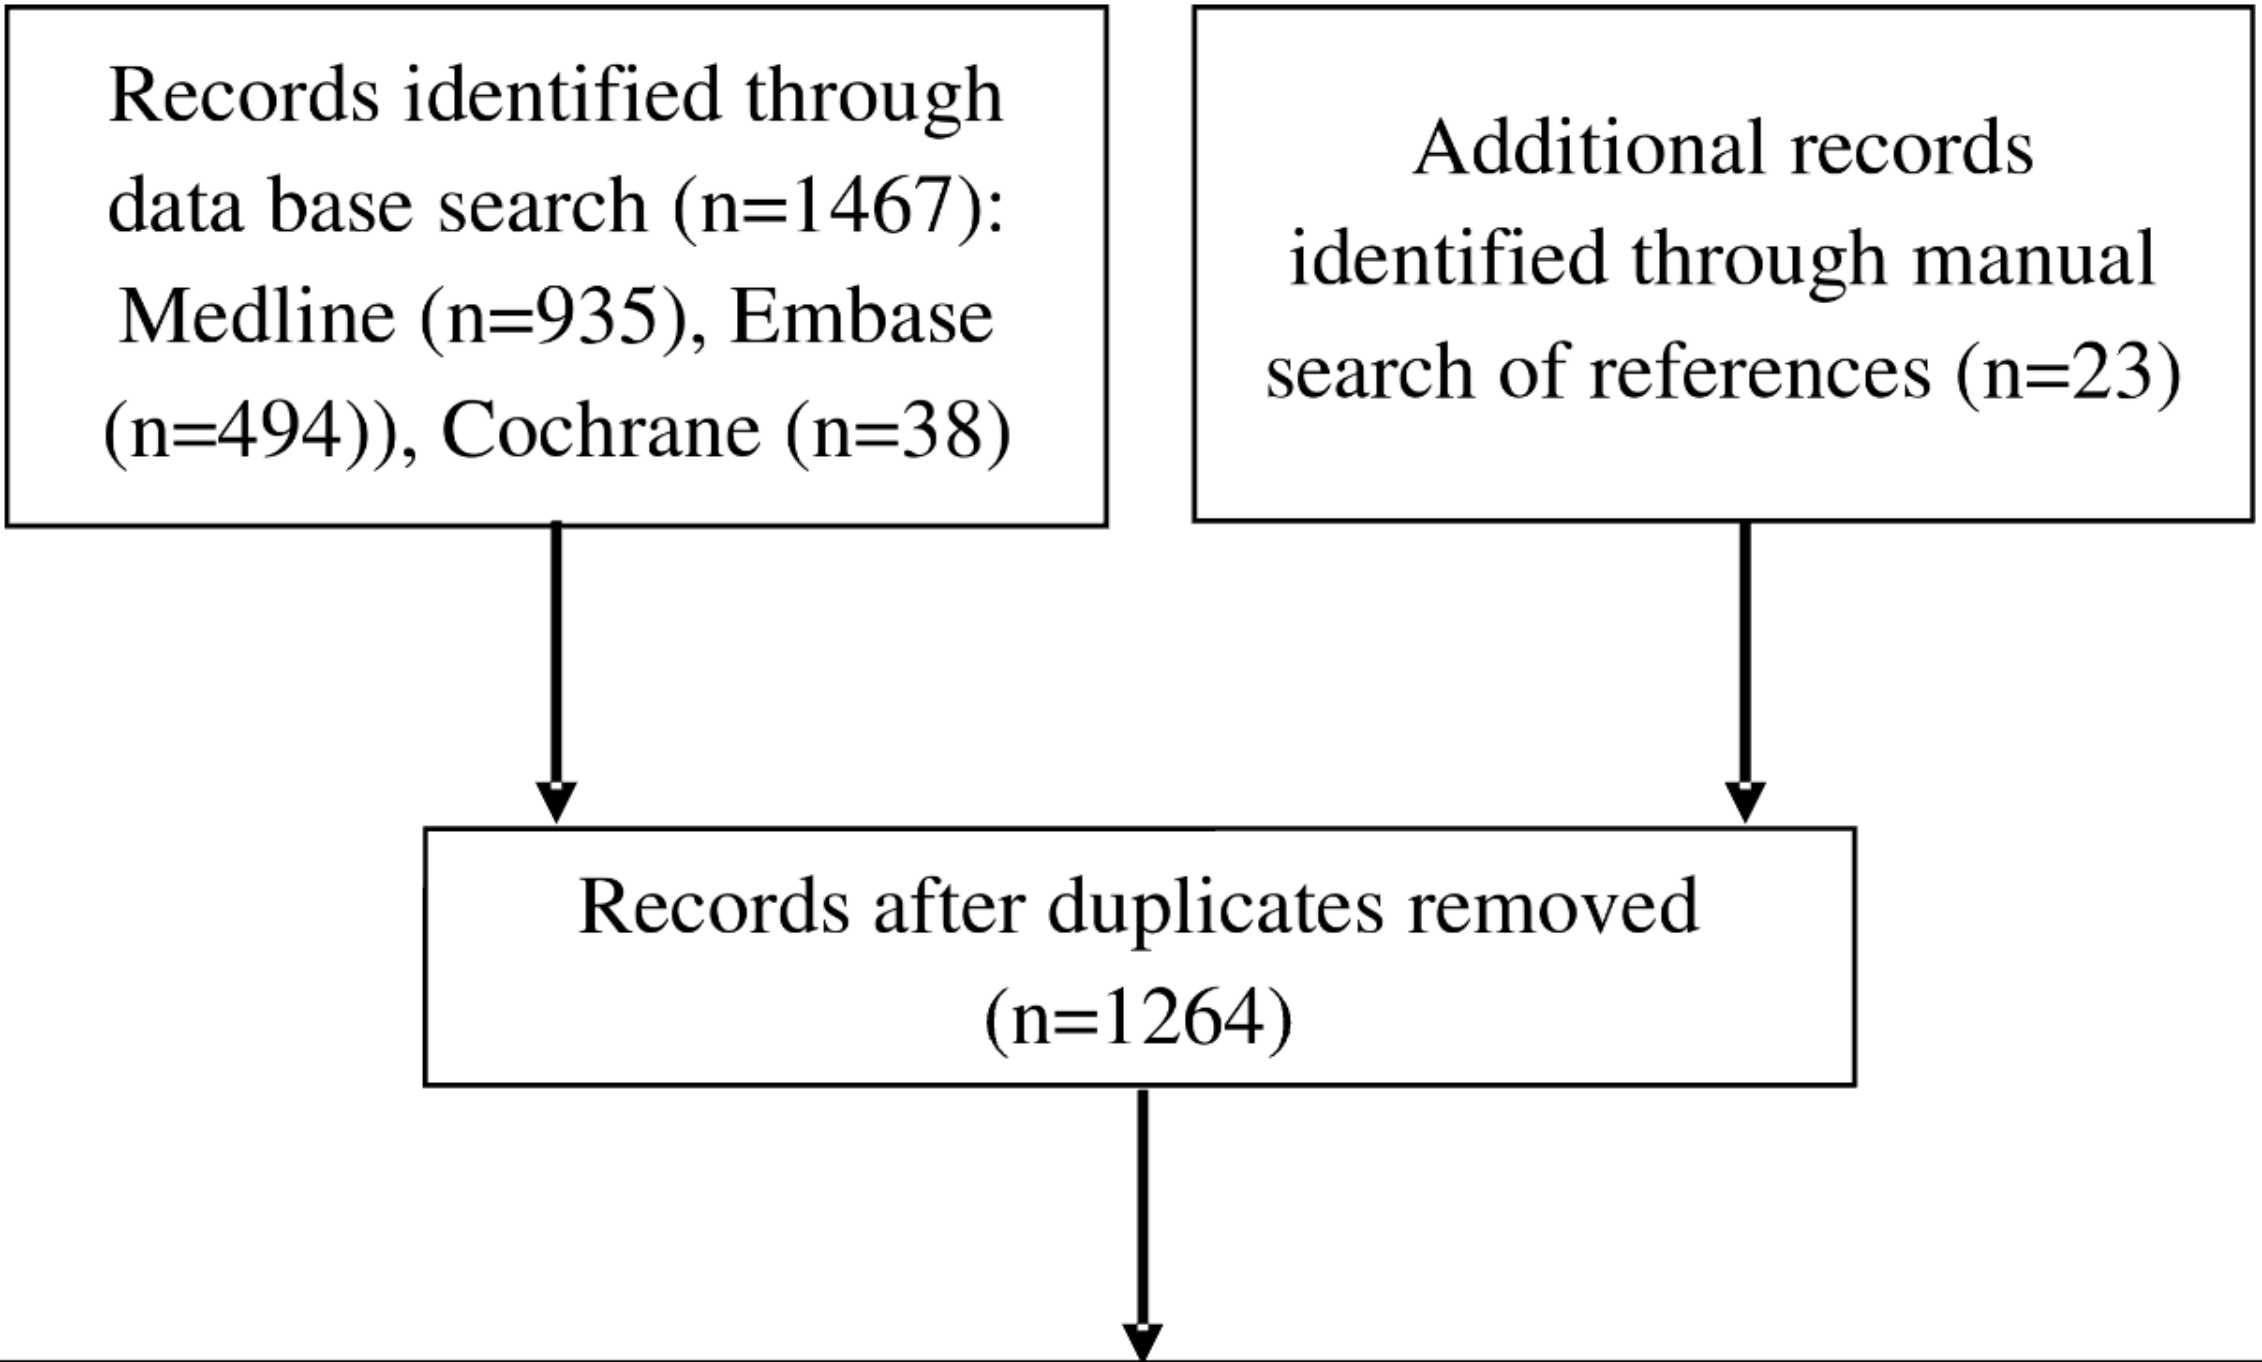 Records identified through
data base search (n=1467):
Medline (n=935), Embase
(n=494)), Cochrane (n=38)
Additional records
identified through manual
search of references (n=23)
Records after duplicates removed
(n=1264)